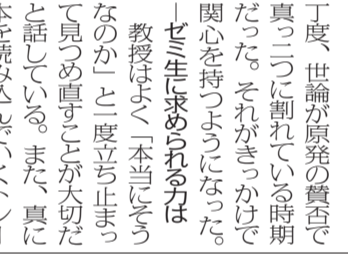 丁度、世論が原発の賛否で
真っ二つに割れている時期
だった。それがきっかけで
関心を持つようになった。
―ゼミ生に求められる力は
教授はよく「本当にそう
なのか」と一度立ち止まっ
て見つめ直すことが大切だ
と話している。また、真に